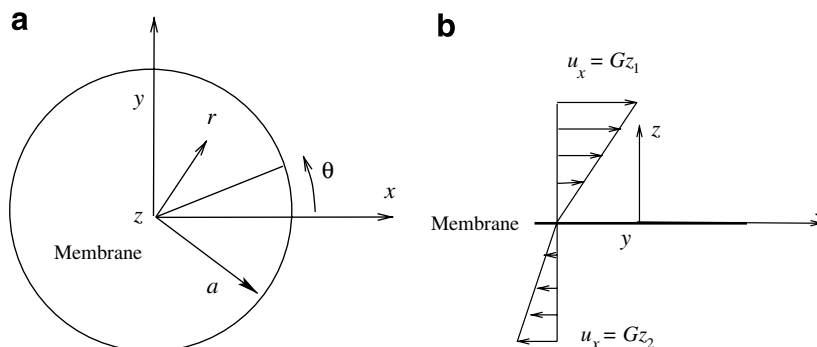 a
y
r
θ
x
z
Membrane
a
b
u_x = Gz_1
z
Membrane
y
u_x = Gz_2